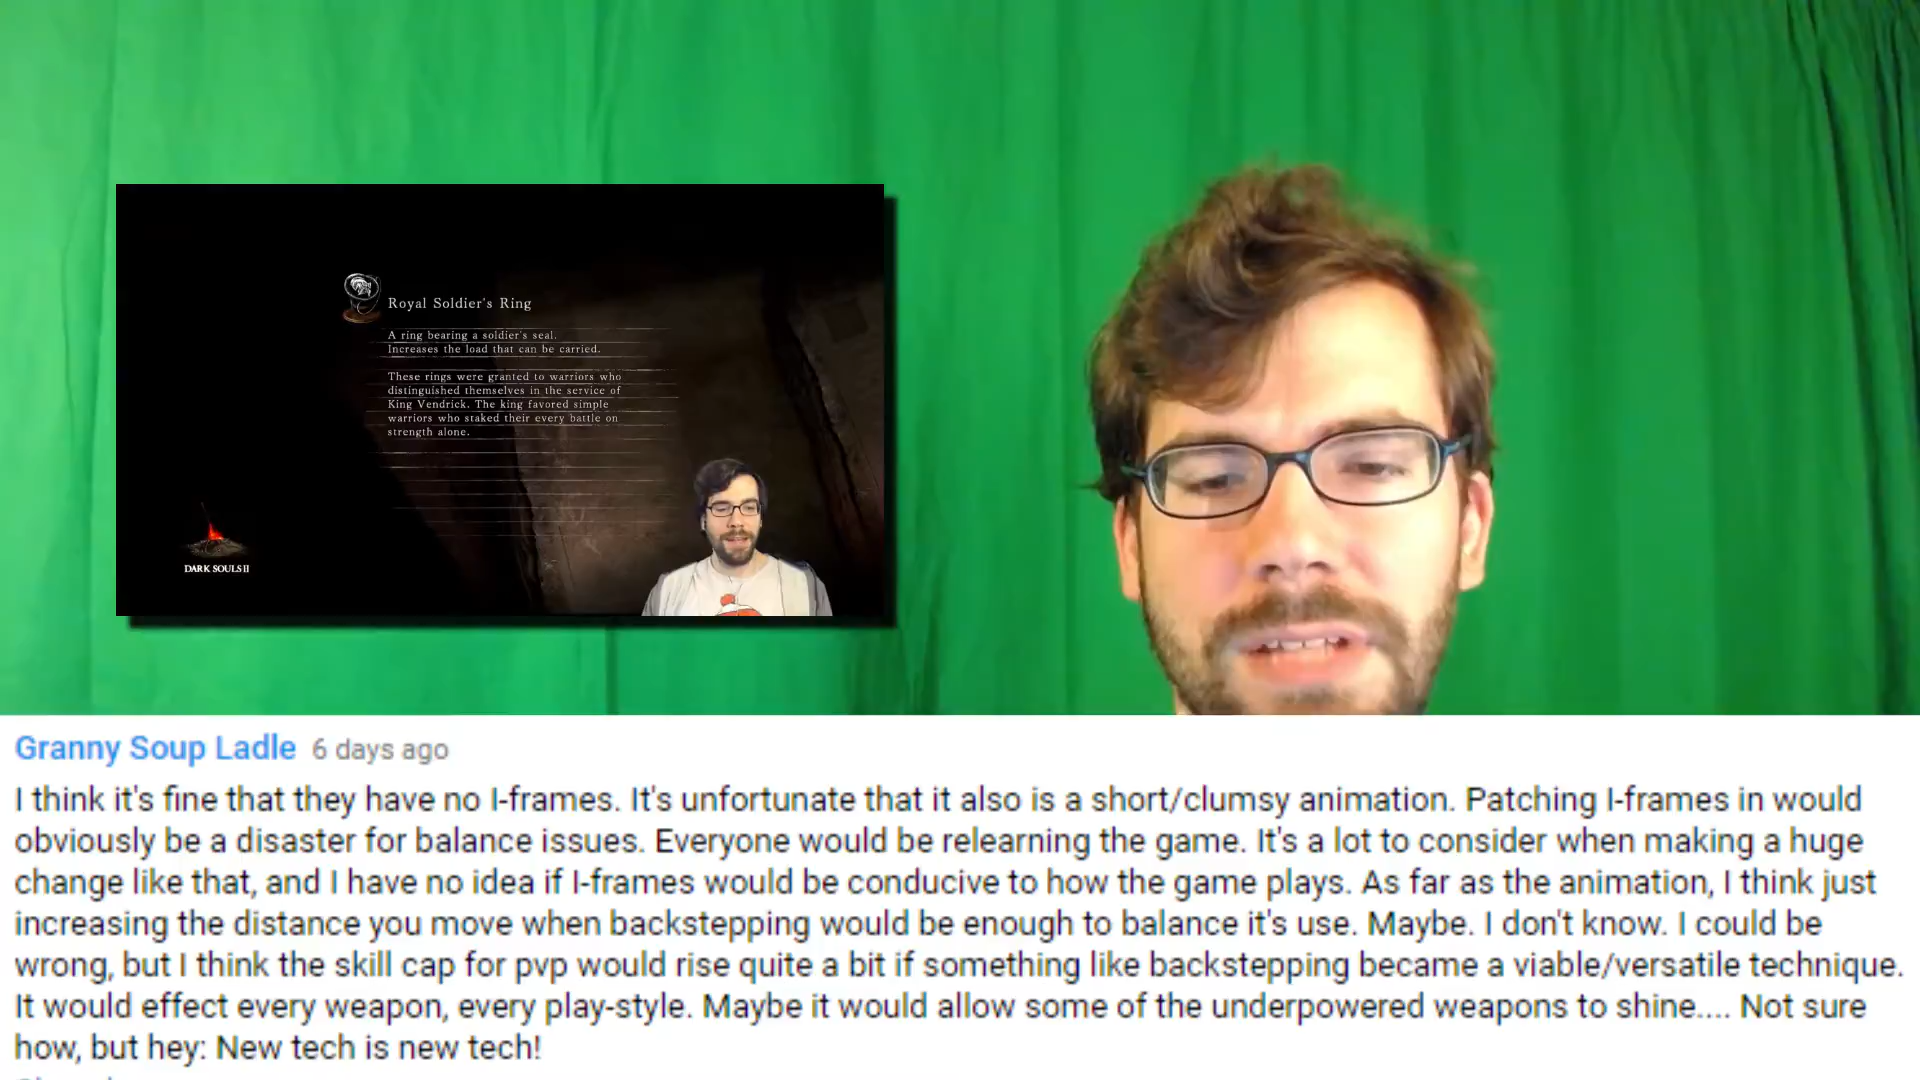 Royal Soldier's Ring
A ring bearing a soldier's seal.
Increases the load that can be carried.
These rings were granted to warriors who
distinguished themselves in the service of
King Vendrick. The king favored simple
warriors who staked their every battle on
strength alone.
DARK SOULS II
Granny Soup Ladle 6 days ago
I think it's fine that they have no I-frames. It's unfortunate that it also is a short/clumsy animation. Patching I-frames in would
obviously be a disaster for balance issues. Everyone would be relearning the game. It's a lot to consider when making a huge
change like that, and I have no idea if I-frames would be conducive to how the game plays. As far as the animation, I think just
increasing the distance you move when backstepping would be enough to balance it's use. Maybe. I don't know. I could be
wrong, but I think the skill cap for pvp would rise quite a bit if something like backstepping became a viable/versatile technique.
It would effect every weapon, every play-style. Maybe it would allow some of the underpowered weapons to shine.... Not sure
how, but hey: New tech is new tech!